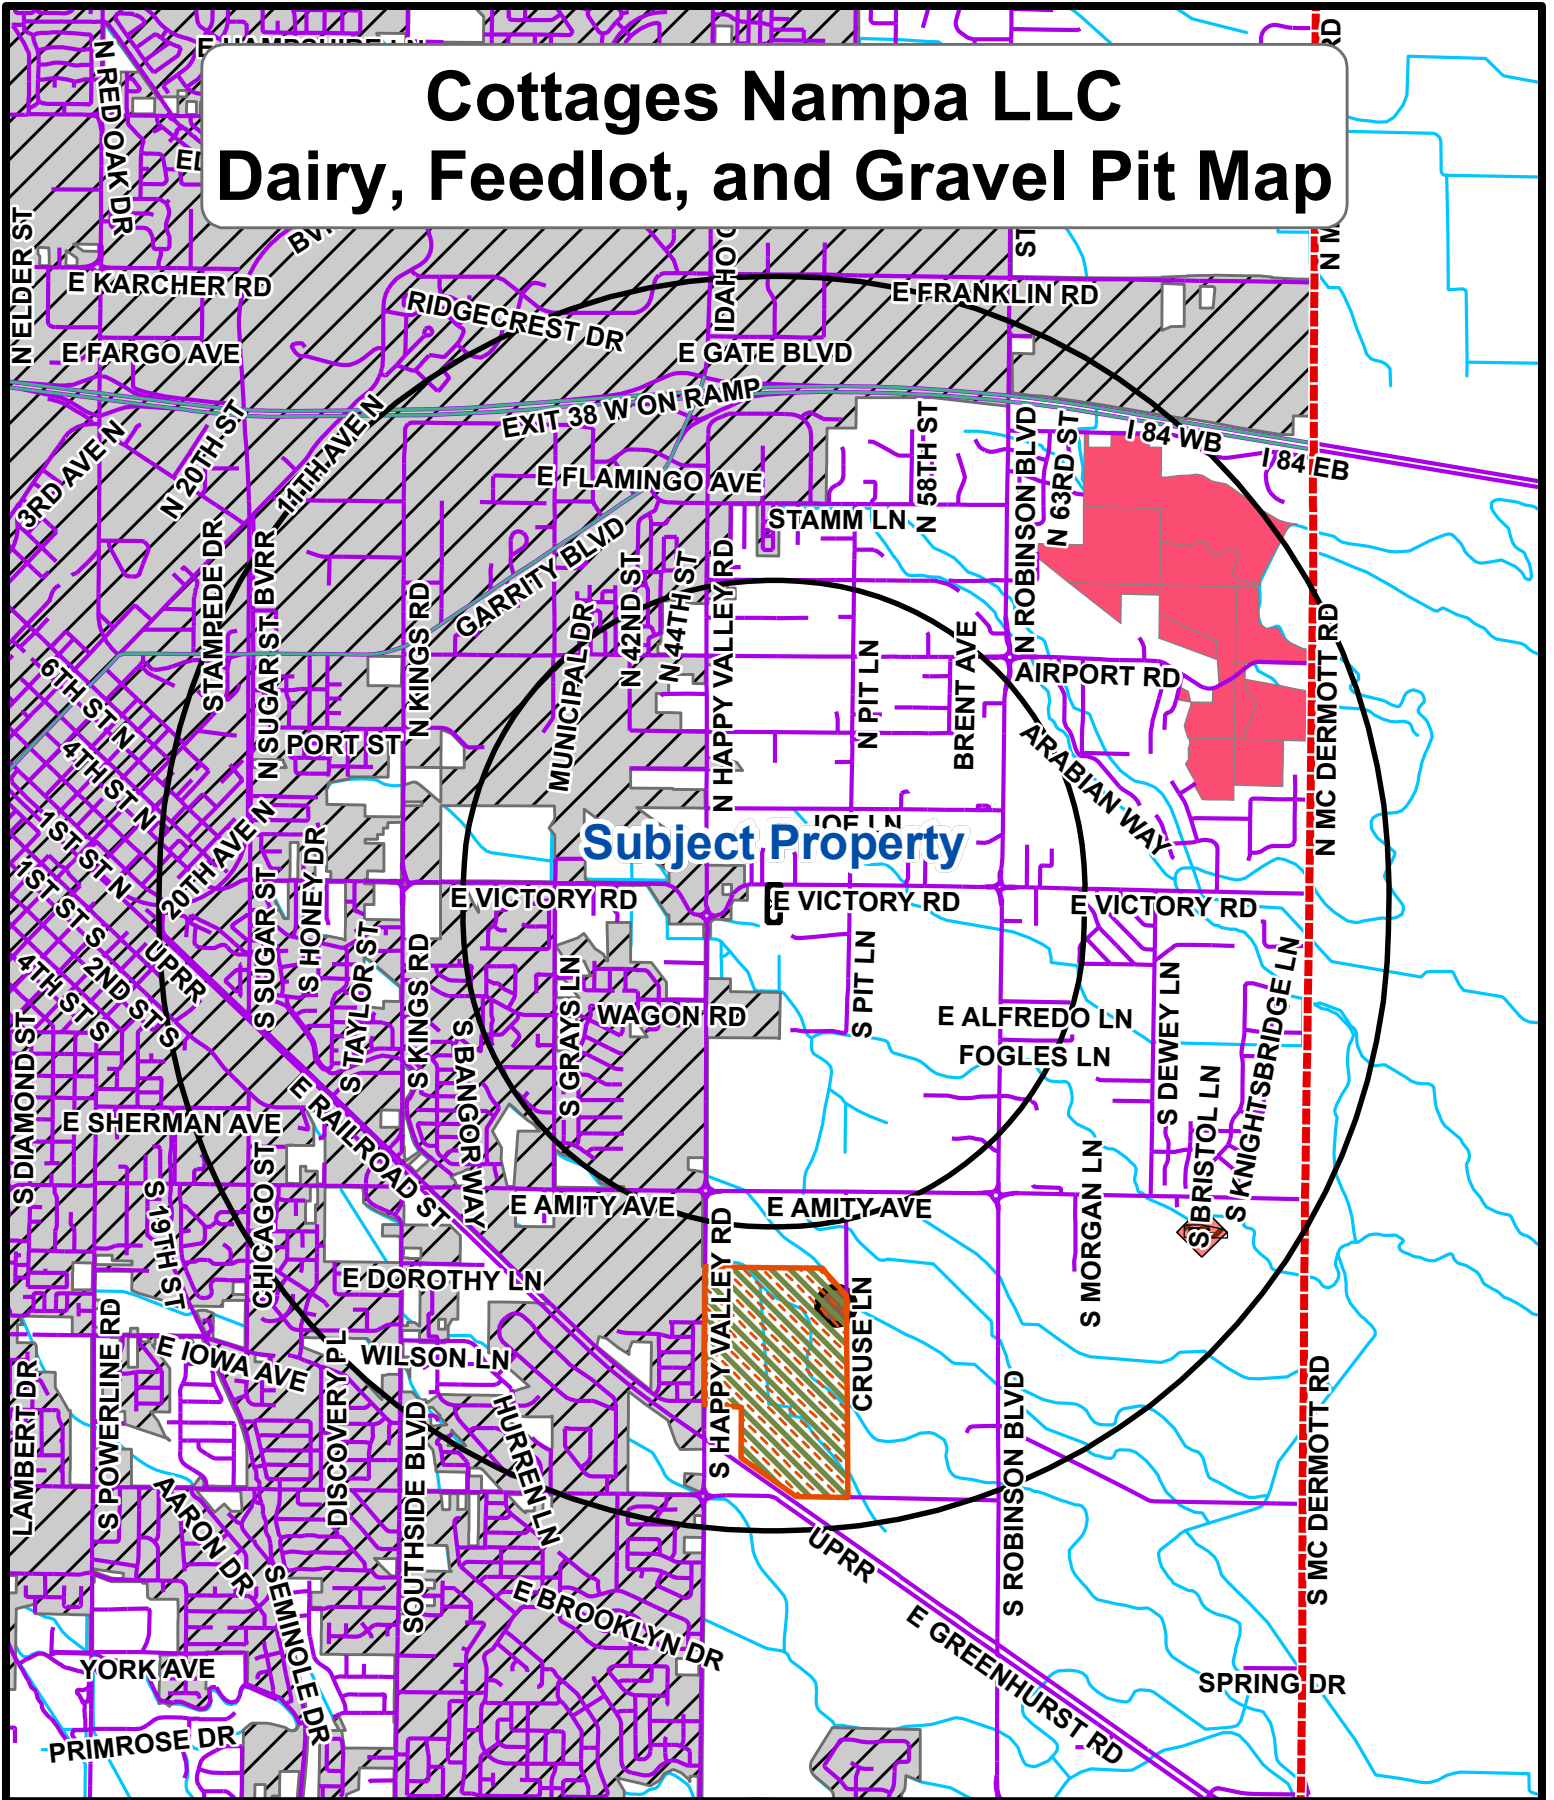 Cottages Nampa LLC
Dairy, Feedlot, and Gravel Pit Map
E HAMPSHIRE LN
N RED OAK DR
N ELDER ST
E KARCHER RD
RIDGECREST DR
E FRANKLIN RD
E FARGO AVE
E GATE BLVD
EXIT 38 W ON RAMP
I 84 WB
I 84 EB
3RD AVE N
N 20TH ST
11TH AVE N
E FLAMINGO AVE
STAMM LN
N 58TH ST
N ROBINSON BLVD
N 63RD ST
STAMPEDE DR
N SUGAR ST
BVRR
N KINGS RD
GARRITY BLVD
MUNICIPAL DR
N 42ND ST
N 44TH ST
N HAPPY VALLEY RD
N PIT LN
BRENT AVE
AIRPORT RD
ARABIAN WAY
N MC DERMOTT RD
6TH ST N
4TH ST N
1ST ST N
PORT ST
20TH AVE N
JOE LN
Subject Property
E VICTORY RD
E VICTORY RD
E VICTORY RD
1ST ST S
2ND ST S
4TH ST S
UPRR
S SUGAR ST
S HONEY DR
S TAYLOR ST
S KINGS RD
S BANGOR WAY
S GRAYS LN
WAGON RD
S PIT LN
E ALFREDO LN
FOGLES LN
S DEWEY LN
S BRISTOL LN
S KNIGHTSBRIDGE LN
S DIAMOND ST
E SHERMAN AVE
E RAILROAD ST
S 19TH ST
CHICAGO ST
E AMITY AVE
E AMITY AVE
S MORGAN LN
E DOROTHY LN
S HAPPY VALLEY RD
CRUSE LN
LAMBERT DR
S POWERLINE RD
E IOWA AVE
DISCOVERY PL
WILSON LN
SOUTHSIDE BLVD
HURREN LN
S ROBINSON BLVD
S MC DERMOTT RD
AARON DR
SEMINOLE DR
E BROOKLYN DR
UPRR
E GREENHURST RD
YORK AVE
PRIMROSE DR
SPRING DR